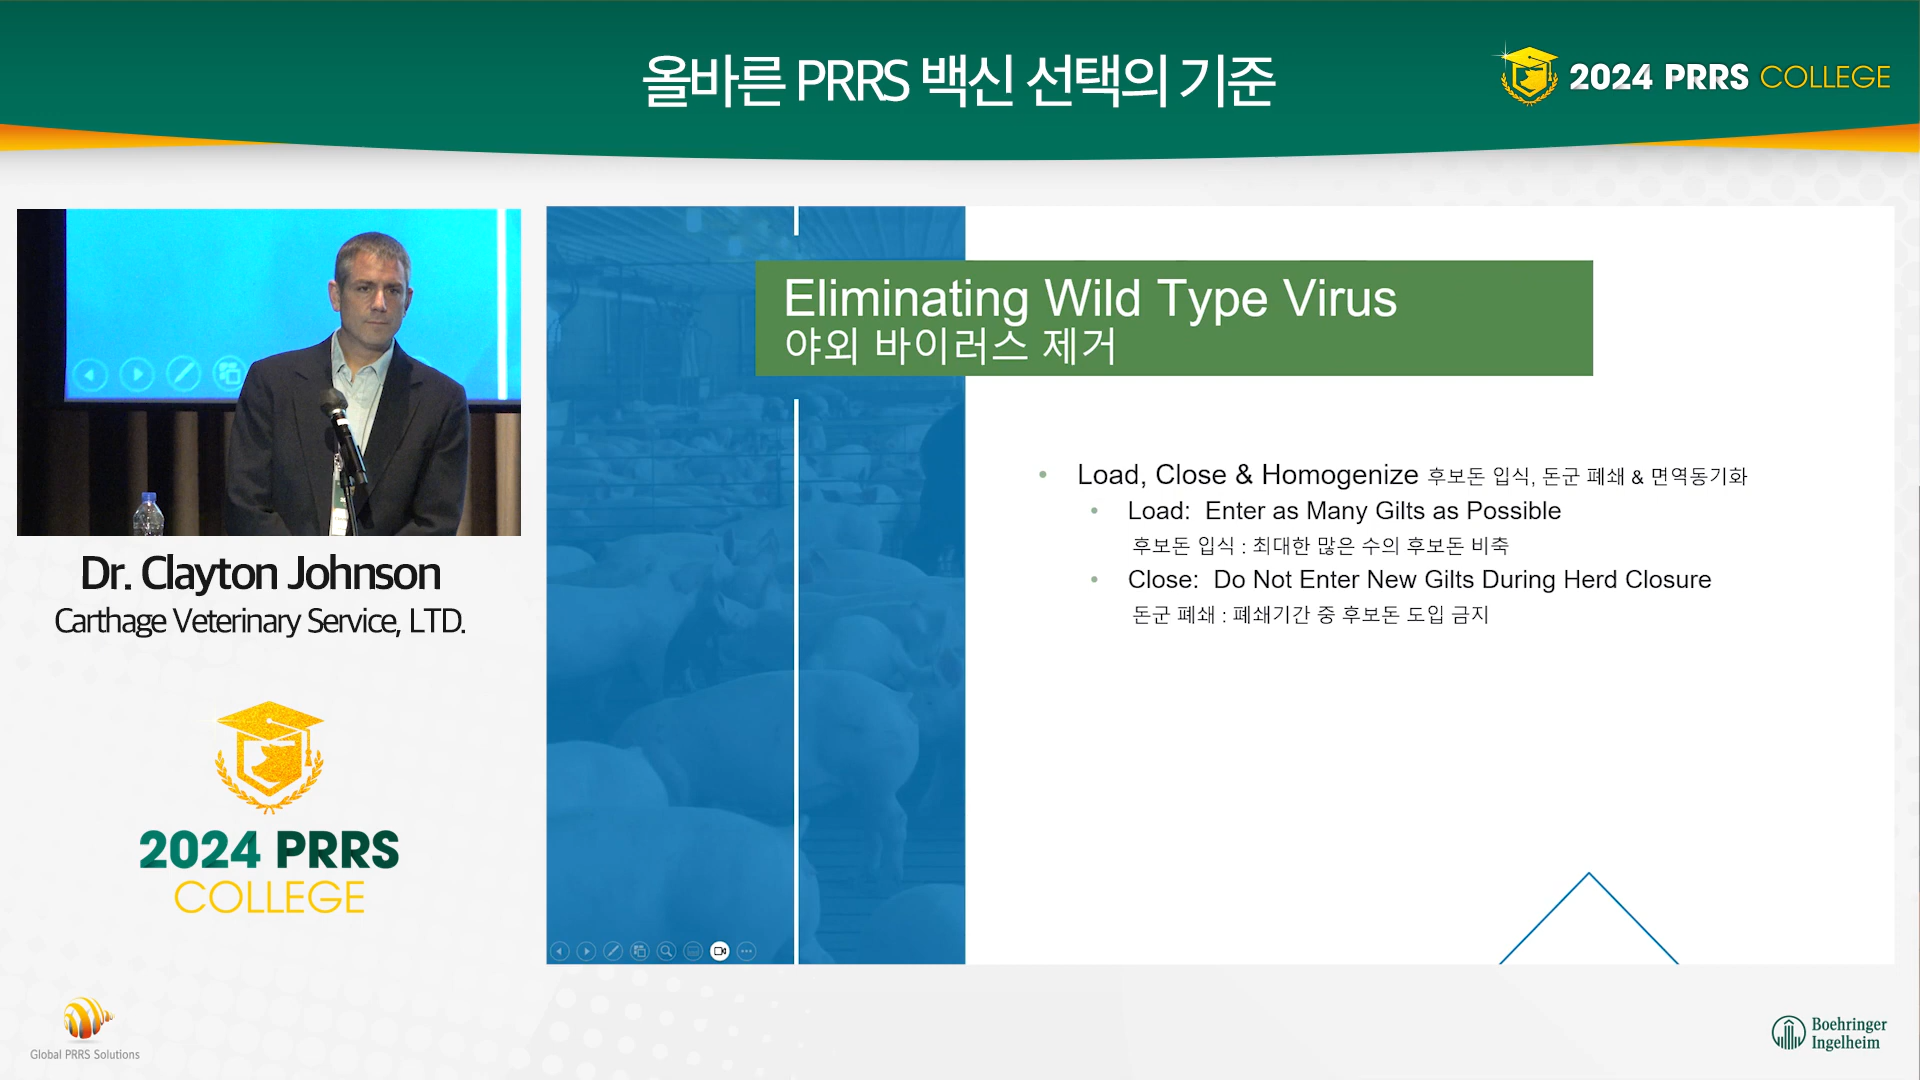 올바른 PRRS 백신 선택의 기준
2024 PRRS COLLEGE
Eliminating Wild Type Virus
야외 바이러스 제거
• Load, Close & Homogenize 후보돈 입식, 돈군 폐쇄 & 면역동기화
• Load: Enter as Many Gilts as Possible
후보돈 입식 : 최대한 많은 수의 후보돈 비축
• Close: Do Not Enter New Gilts During Herd Closure
돈군 폐쇄 : 폐쇄기간 중 후보돈 도입 금지
Dr. Clayton Johnson
Carthage Veterinary Service, LTD.
2024 PRRS
COLLEGE
Global PRRS Solutions
Boehringer
Ingelheim